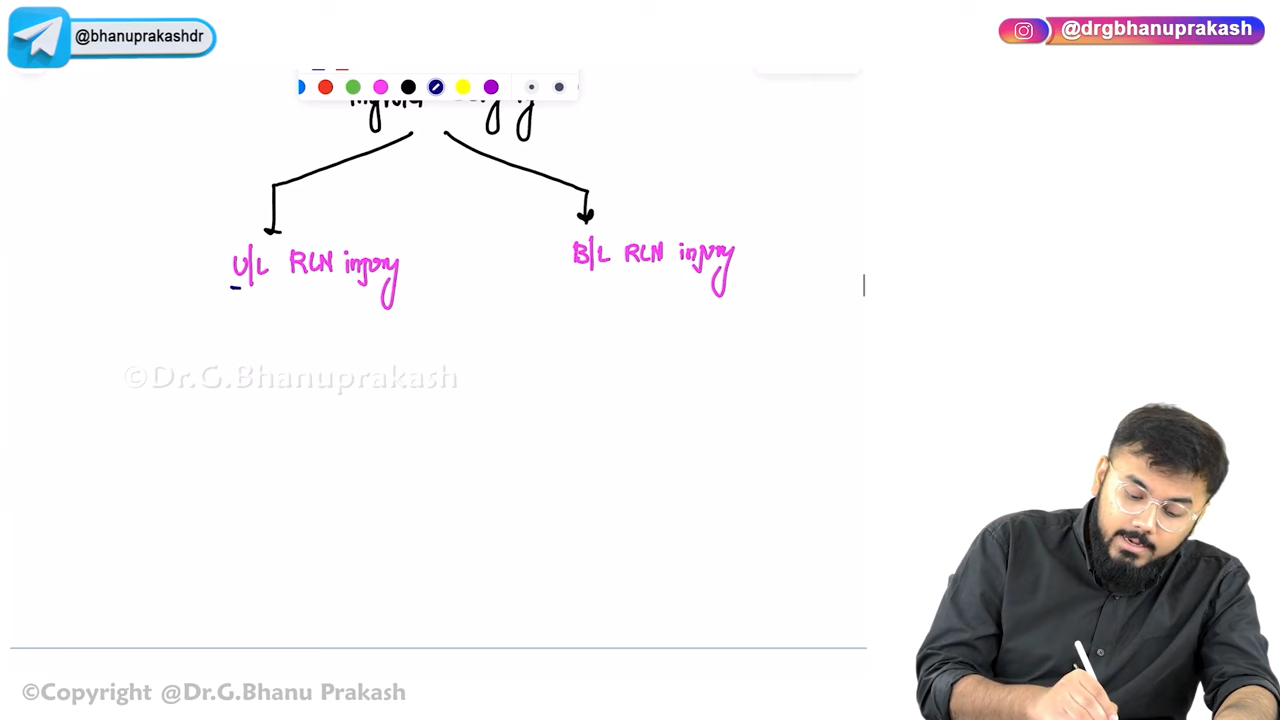 @bhanuprakashdr
@drgbhanuprakash
U/L RLN injury
B/L RLN injury
©Dr.G.Bhanuprakash
©Copyright @Dr.G.Bhanu Prakash